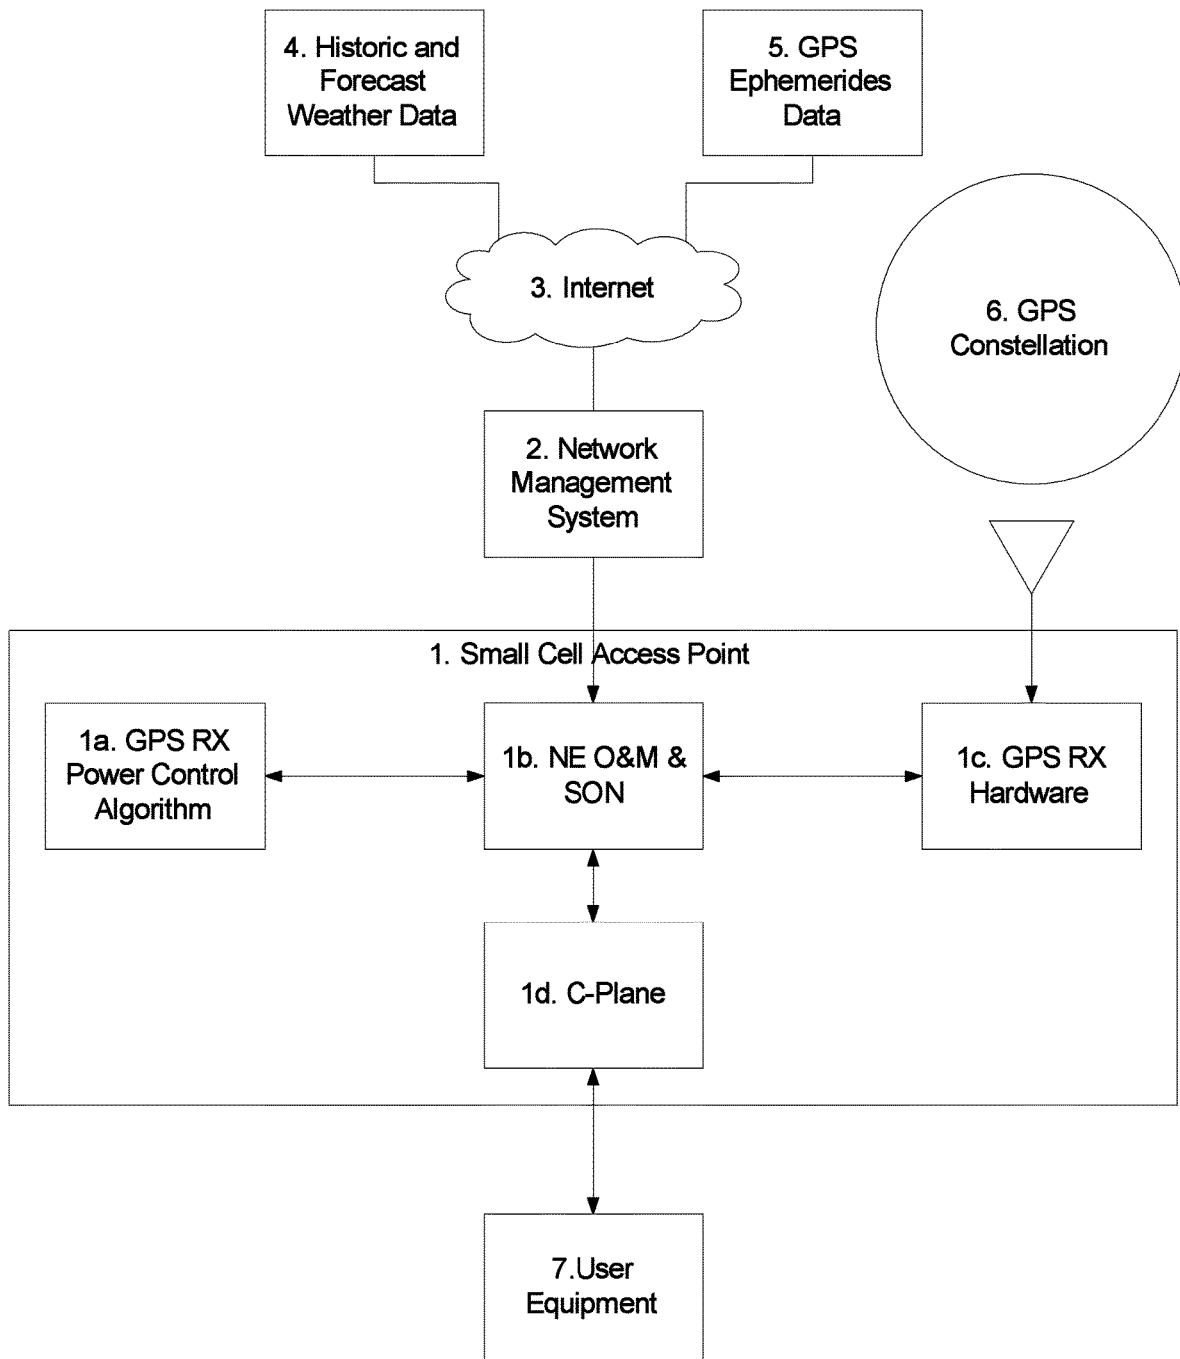 4. Historic and
Forecast
Weather Data
5. GPS
Ephemerides
Data
3. Internet
6. GPS
Constellation
2. Network
Management
System
1. Small Cell Access Point
1a. GPS RX
Power Control
Algorithm
1b. NE O&M &
SON
1c. GPS RX
Hardware
1d. C-Plane
7.User
Equipment